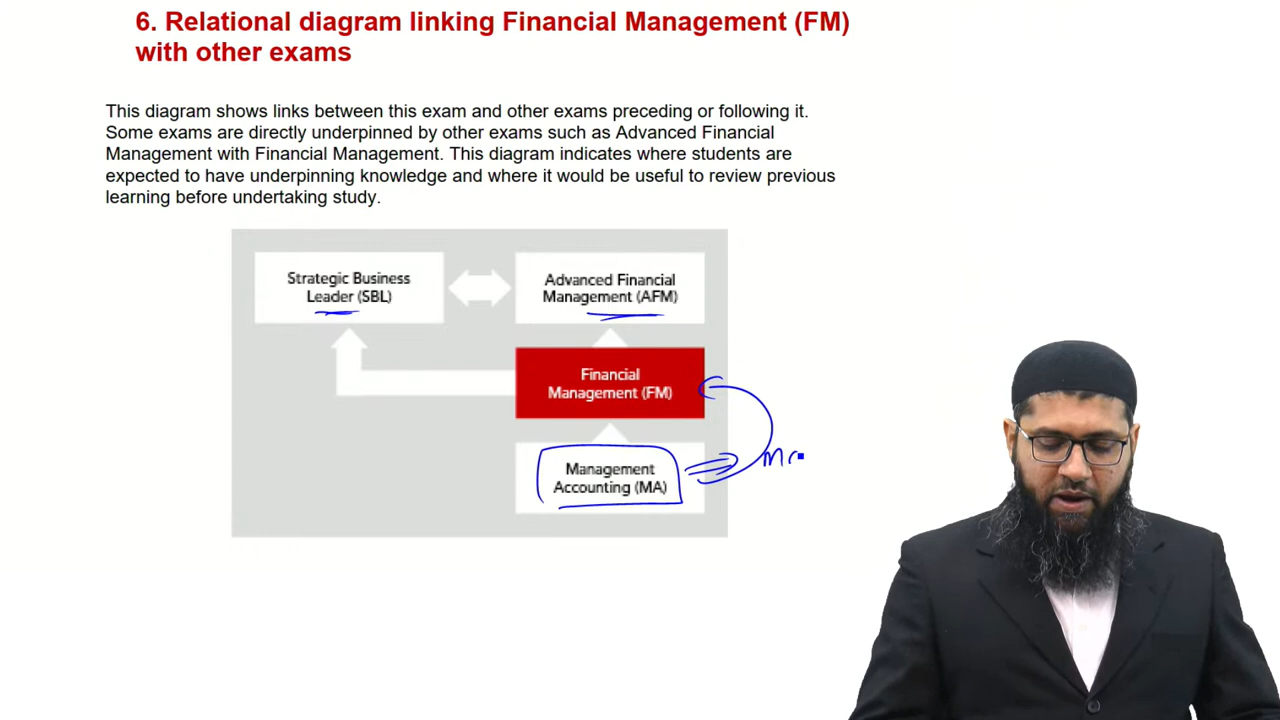 6. Relational diagram linking Financial Management (FM)
with other exams
This diagram shows links between this exam and other exams preceding or following it.
Some exams are directly underpinned by other exams such as Advanced Financial
Management with Financial Management. This diagram indicates where students are
expected to have underpinning knowledge and where it would be useful to review previous
learning before undertaking study.
Strategic Business
Leader (SBL)
Advanced Financial
Management (AFM)
Financial
Management (FM)
Management
Accounting (MA)